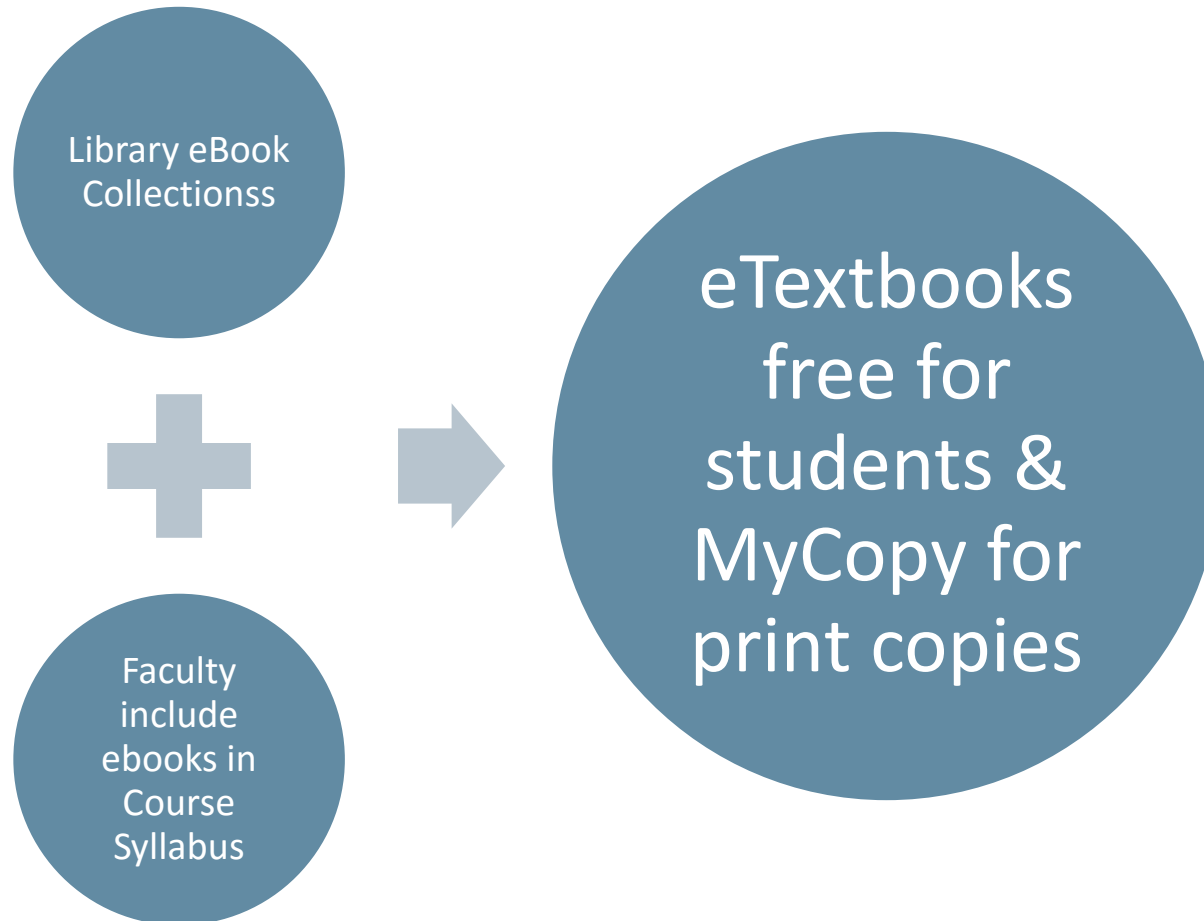 Library eBook
Collectionss
Faculty
include
ebooks in
Course
Syllabus
eTextbooks
free for
students &
MyCopy for
print copies